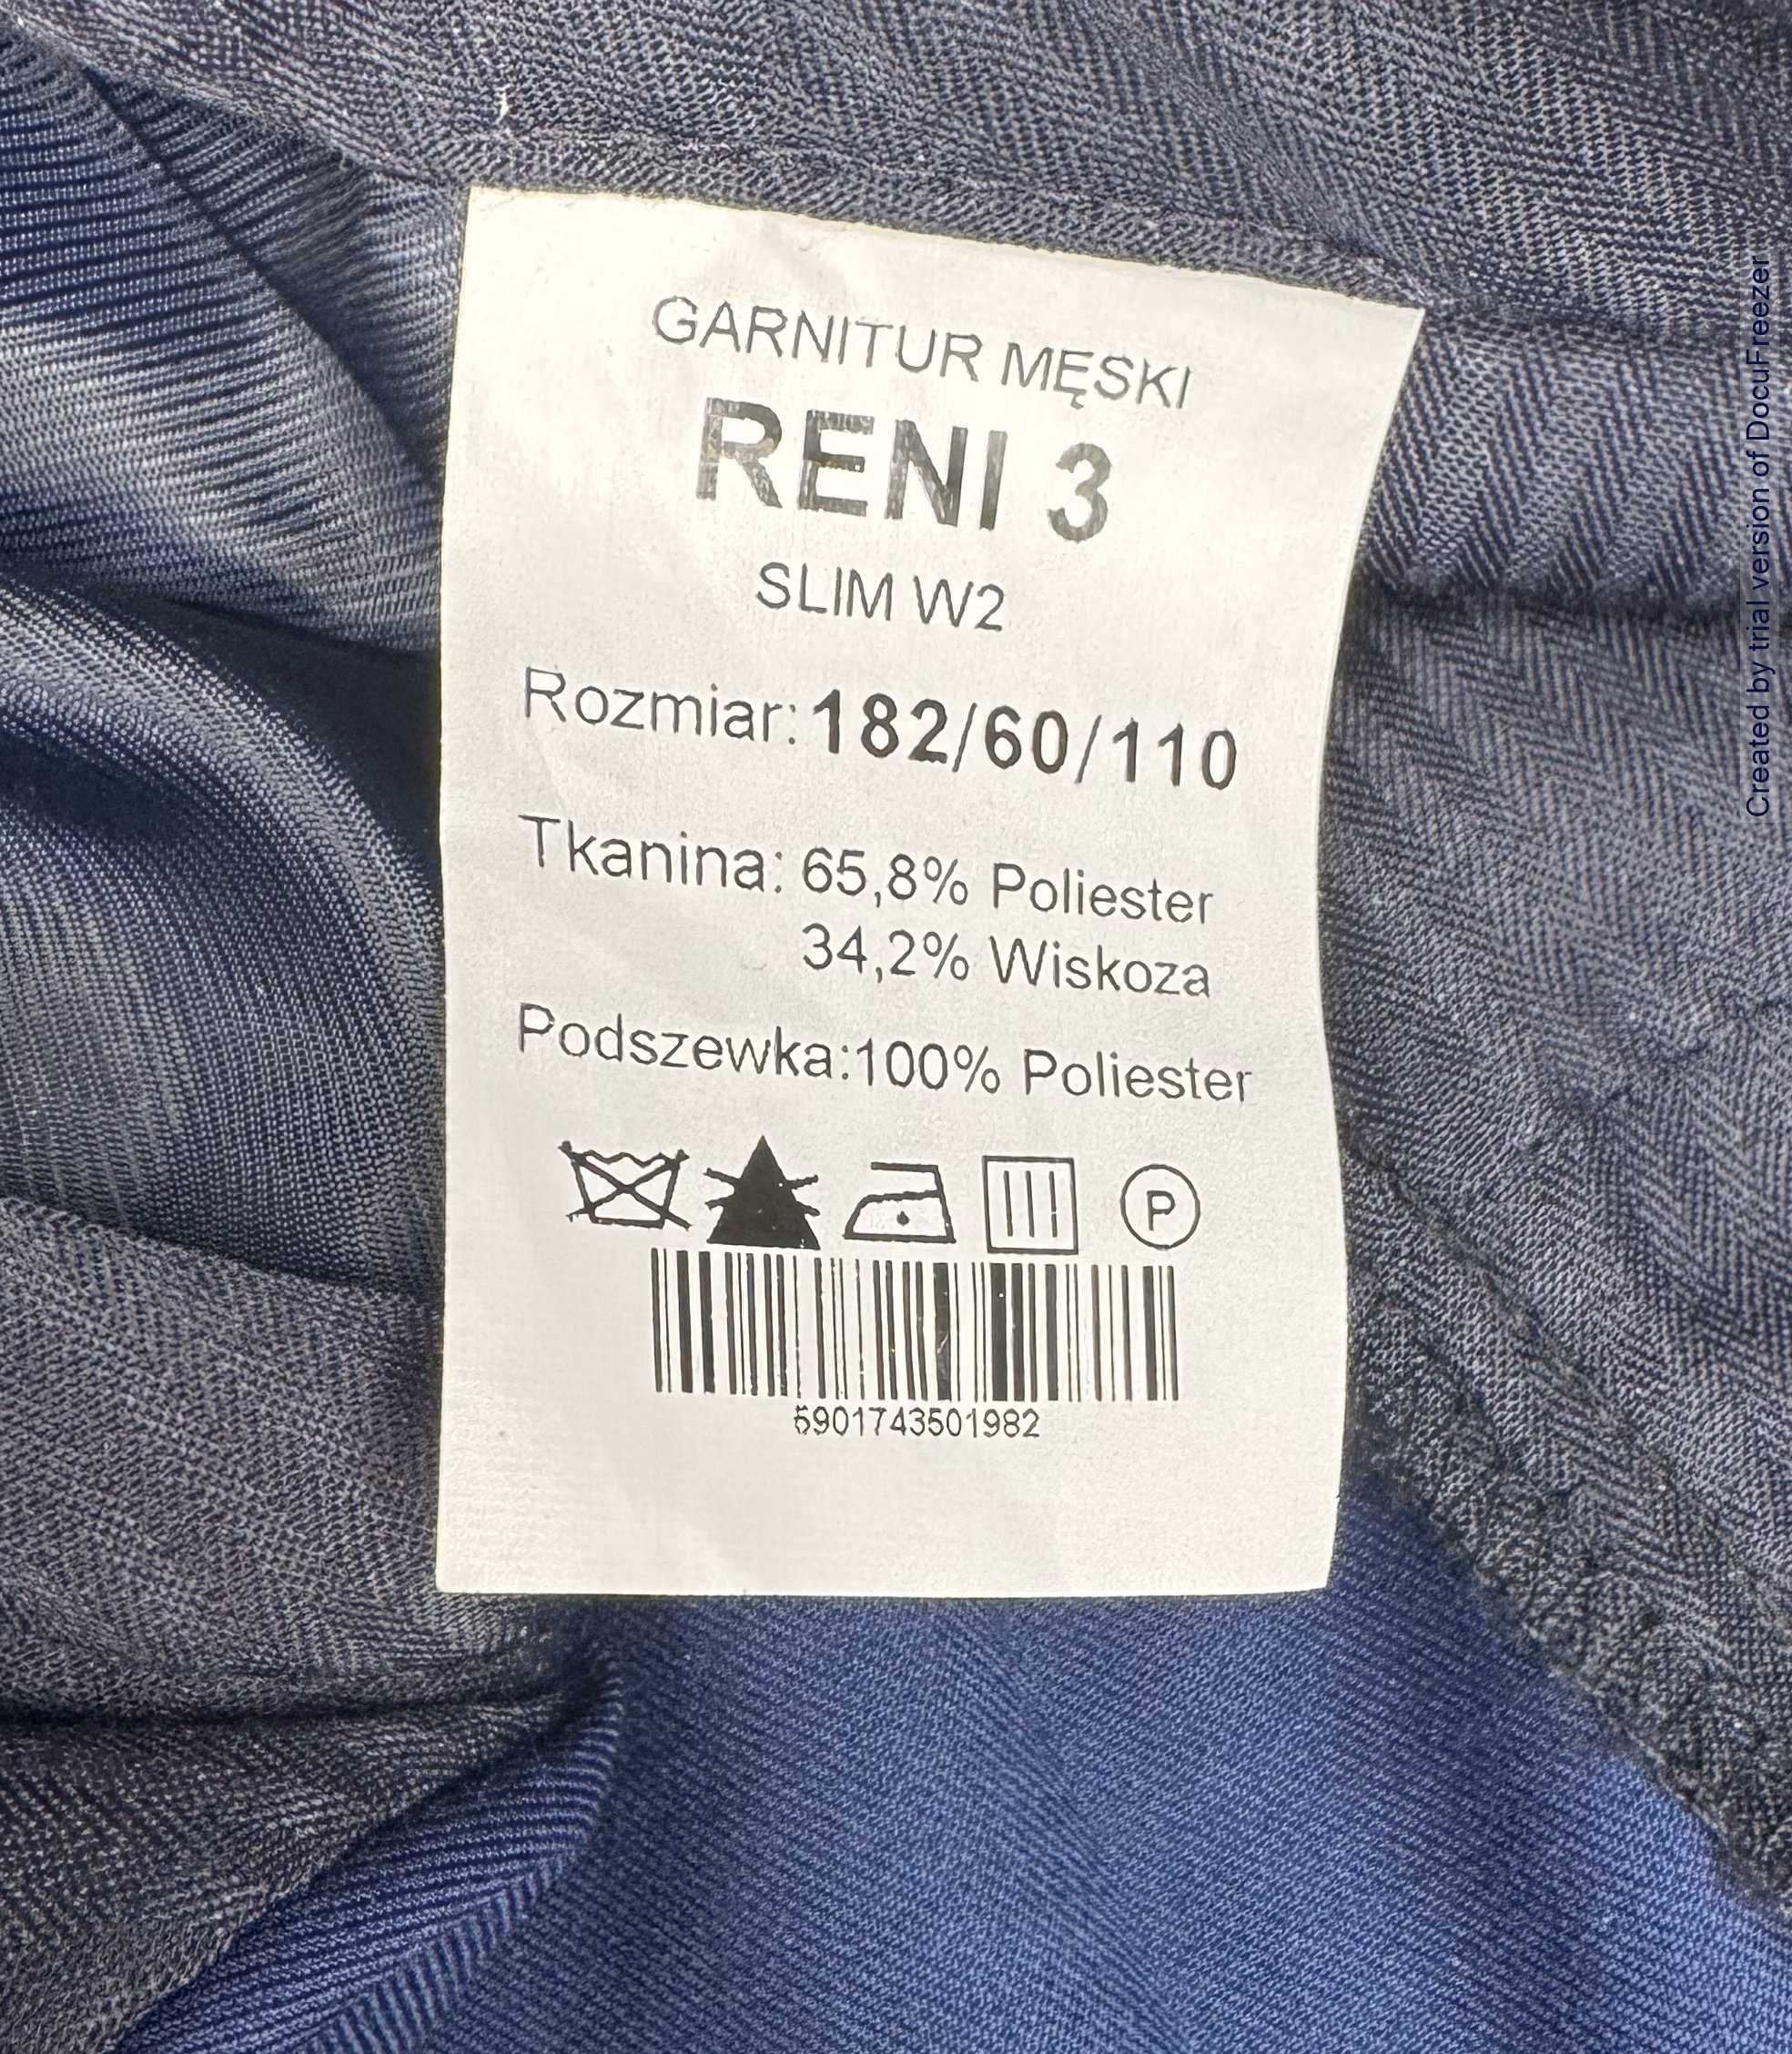 GARNITUR MĘSKI
RENI 3
SLIM W2
Rozmiar: 182/60/110
Tkanina: 65,8% Poliester
34,2% Wiskoza
Podszewka:100% Poliester
P
5901743501982
Created by trial version of DocuFreezer